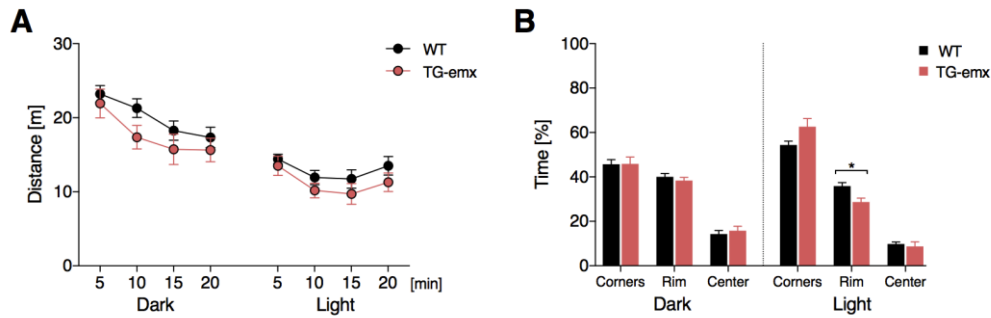 A
30
20
10
0
Distance [m]
WT
TG-emx
5 10 15 20 5 10 15 20 [min]
Dark Light
B
100
80
60
40
20
0
Time [%]
WT
TG-emx
*
Corners Rim Center Corners Rim Center
Dark Light